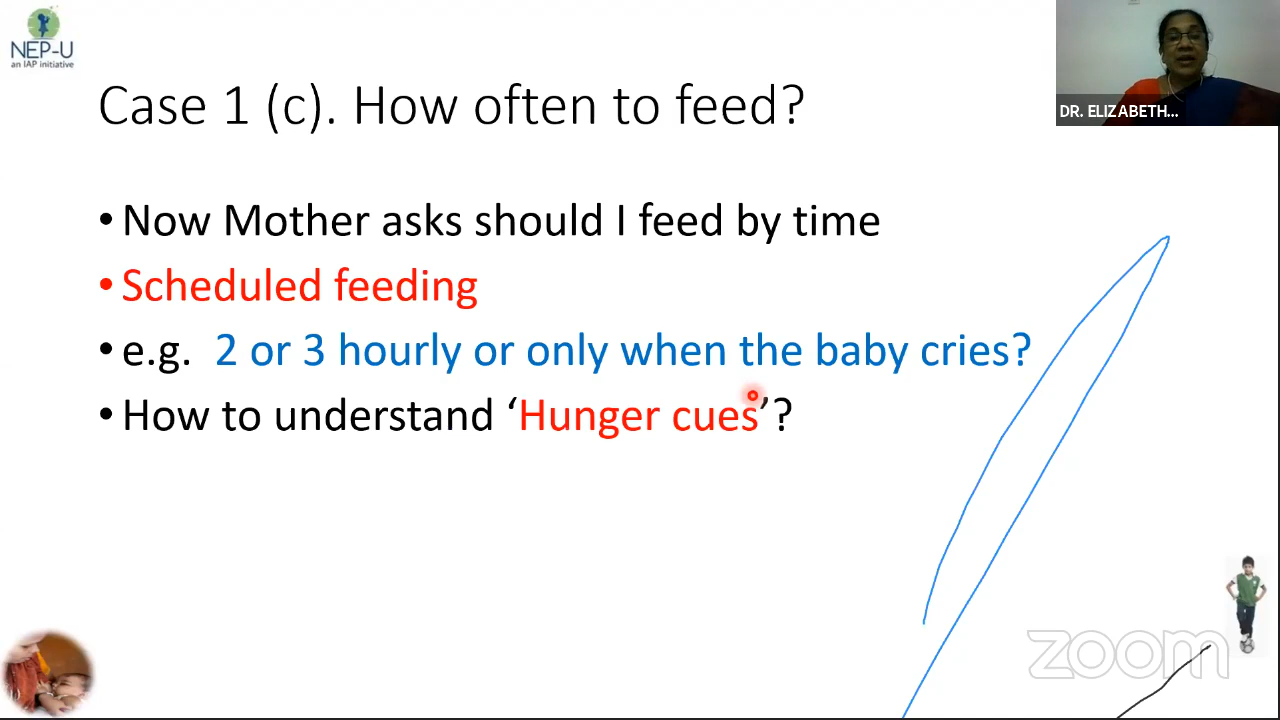 NEP-U
an IAP initiative
DR. ELIZABETH...
Case 1 (c). How often to feed?
• Now Mother asks should I feed by time
• Scheduled feeding
• e.g. 2 or 3 hourly or only when the baby cries?
• How to understand ‘Hunger cues’?
zoom